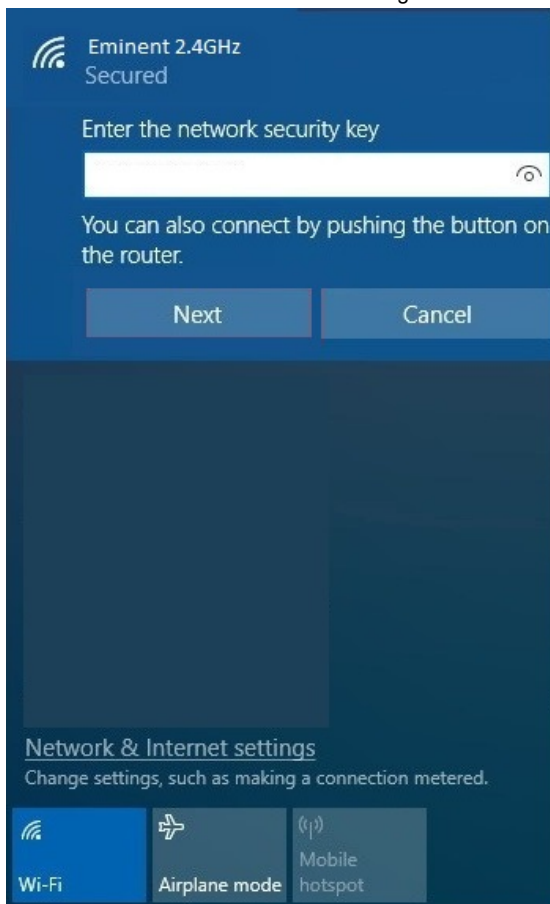 Eminent 2.4GHz
Secured
Enter the network security key
You can also connect by pushing the button on
the router.
Next
Cancel
Network & Internet settings
Change settings, such as making a connection metered.
Wi-Fi
Airplane mode
Mobile
hotspot